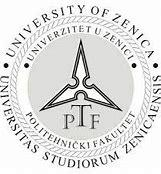 UNIVERSITY OF ZENICA
UNIVERSITAS STUDIORUM ZENICAENSIS
UNIVERZITET U ZENICI
POLITEHNIČKI FAKULTET
PTF